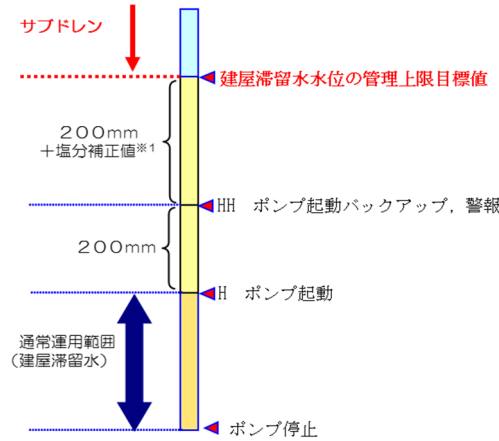 サブドレン
建屋滞留水水位の管理上限目標値
200mm
＋塩分補正値※1
HH ポンプ起動バックアップ，警報
200mm
H ポンプ起動
通常運用範囲
（建屋滞留水）
ポンプ停止